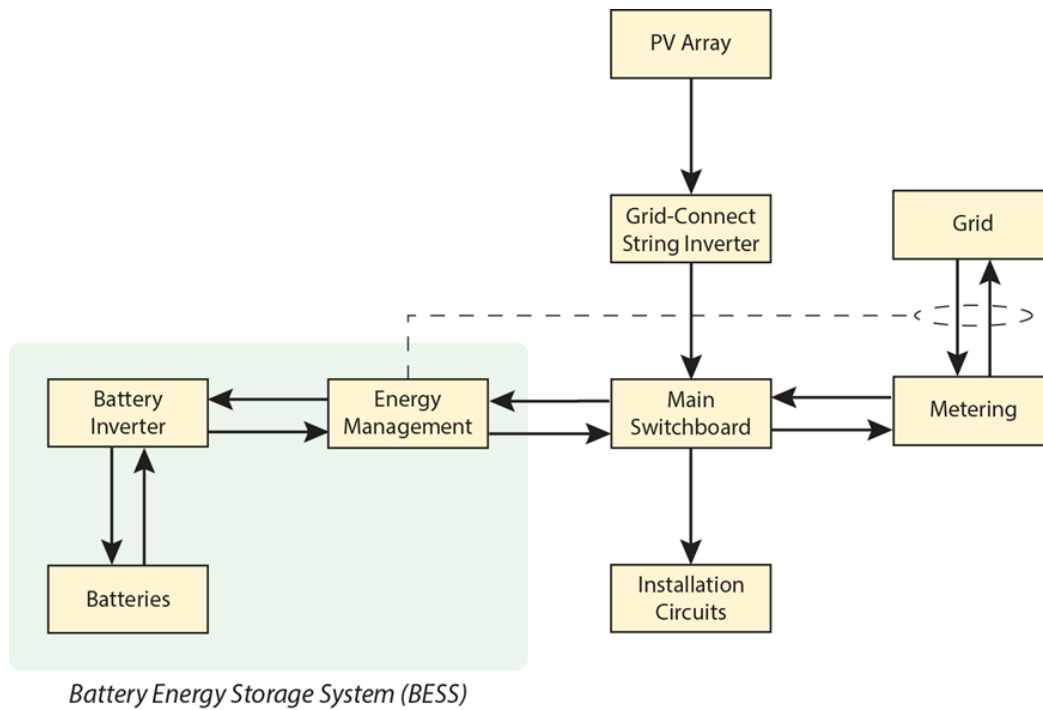 PV Array
Grid-Connect
String Inverter
Grid
Battery
Inverter
Energy
Management
Main
Switchboard
Metering
Batteries
Installation
Circuits
Battery Energy Storage System (BESS)